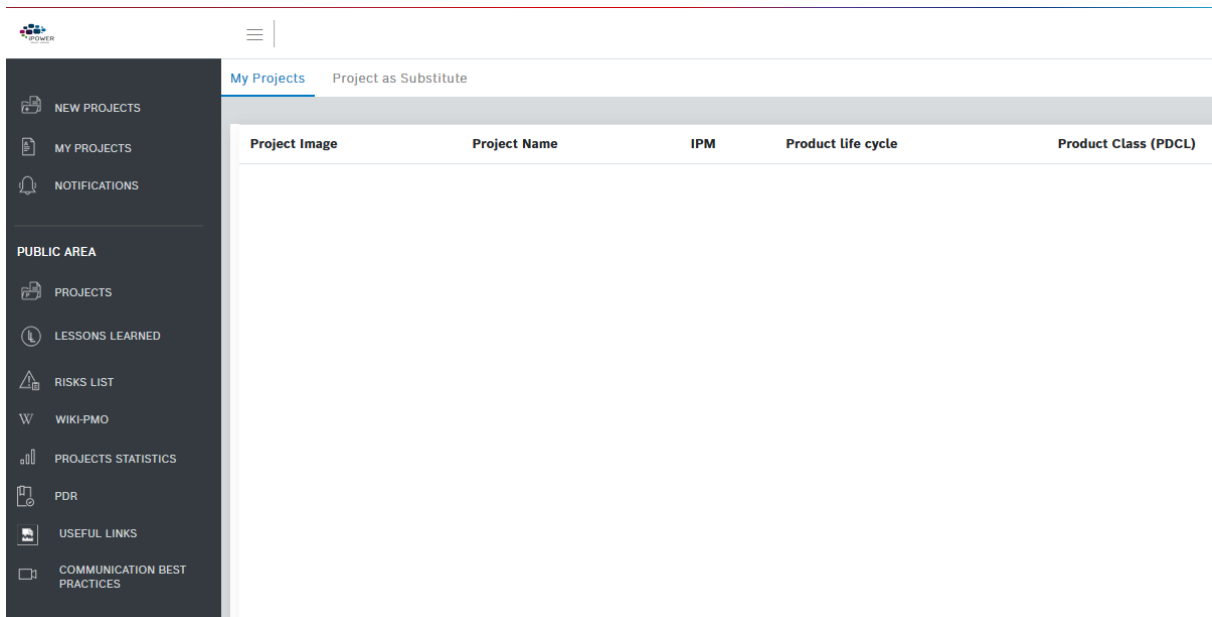 iPOWER
My Projects Project as Substitute
NEW PROJECTS
MY PROJECTS
NOTIFICATIONS
PUBLIC AREA
PROJECTS
LESSONS LEARNED
RISKS LIST
WIKI-PMO
PROJECTS STATISTICS
PDR
USEFUL LINKS
COMMUNICATION BEST
PRACTICES
Project Image Project Name IPM Product life cycle Product Class (PDCL)